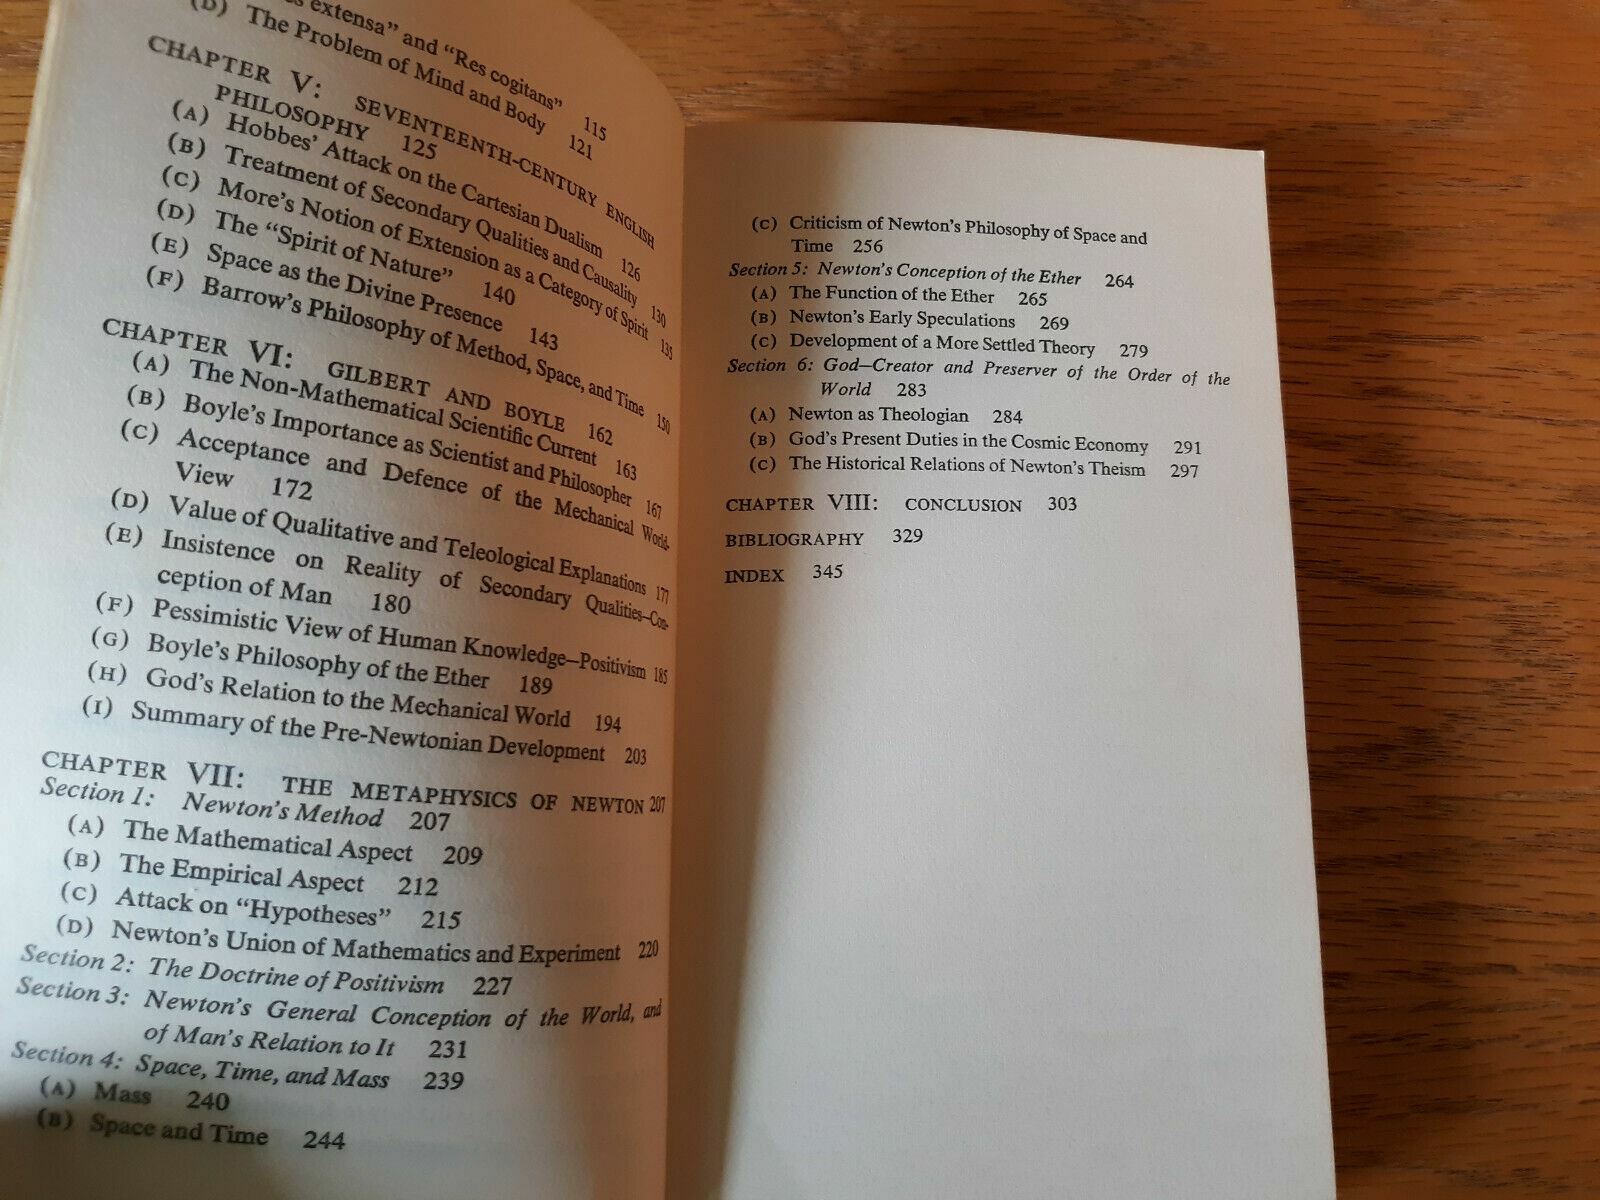 extensa" and "Res cogitans" 115
(D) The Problem of Mind and Body 121
CHAPTER V: SEVENTEENTH-CENTURY ENGLISH
PHILOSOPHY 125
(A) Hobbes' Attack on the Cartesian Dualism 126
(B) Treatment of Secondary Qualities and Causality 130
(C) More's Notion of Extension as a Category of Spirit 135
(D) The "Spirit of Nature" 140
(E) Space as the Divine Presence 143
(F) Barrow's Philosophy of Method, Space, and Time 150
CHAPTER VI: GILBERT AND BOYLE 162
(A) The Non-Mathematical Scientific Current 163
(B) Boyle's Importance as Scientist and Philosopher 167
(C) Acceptance and Defence of the Mechanical World-
View 172
(D) Value of Qualitative and Teleological Explanations 177
(E) Insistence on Reality of Secondary Qualities—Con-
ception of Man 180
(F) Pessimistic View of Human Knowledge—Positivism 185
(G) Boyle's Philosophy of the Ether 189
(H) God's Relation to the Mechanical World 194
(I) Summary of the Pre-Newtonian Development 203
CHAPTER VII: THE METAPHYSICS OF NEWTON 207
Section 1: Newton's Method 207
(A) The Mathematical Aspect 209
(B) The Empirical Aspect 212
(C) Attack on "Hypotheses" 215
(D) Newton's Union of Mathematics and Experiment 220
Section 2: The Doctrine of Positivism 227
Section 3: Newton's General Conception of the World, and
of Man's Relation to It 231
Section 4: Space, Time, and Mass 239
(A) Mass 240
(B) Space and Time 244
(C) Criticism of Newton's Philosophy of Space and
Time 256
Section 5: Newton's Conception of the Ether 264
(A) The Function of the Ether 265
(B) Newton's Early Speculations 269
(C) Development of a More Settled Theory 279
Section 6: God—Creator and Preserver of the Order of the
World 283
(A) Newton as Theologian 284
(B) God's Present Duties in the Cosmic Economy 291
(C) The Historical Relations of Newton's Theism 297
CHAPTER VIII: CONCLUSION 303
BIBLIOGRAPHY 329
INDEX 345